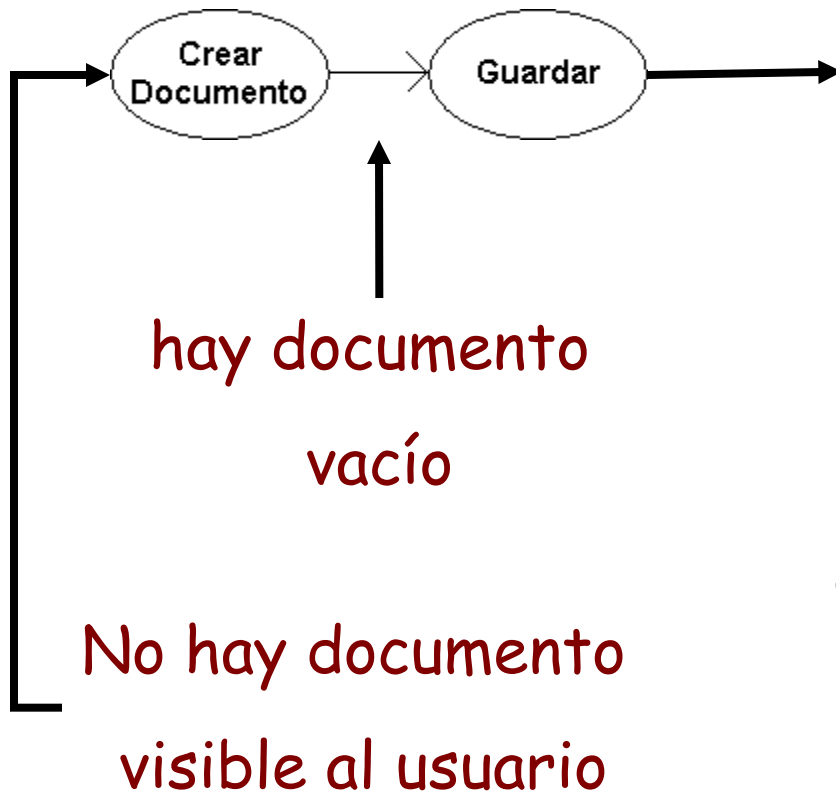 Crear
Documento
Guardar
hay documento
vacío
No hay documento
visible al usuario